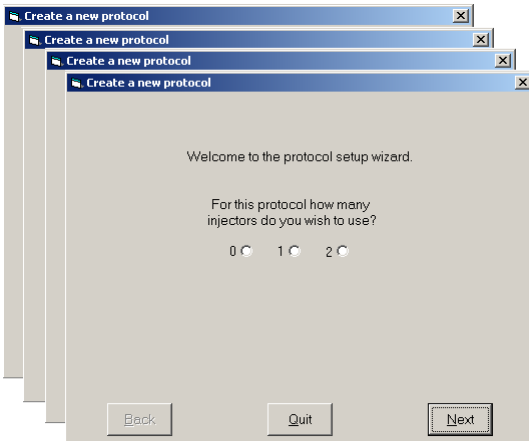 Create a new protocol
Create a new protocol
Create a new protocol
Create a new protocol
Welcome to the protocol setup wizard.
For this protocol how many
injectors do you wish to use?
0 1 2
Back Quit Next